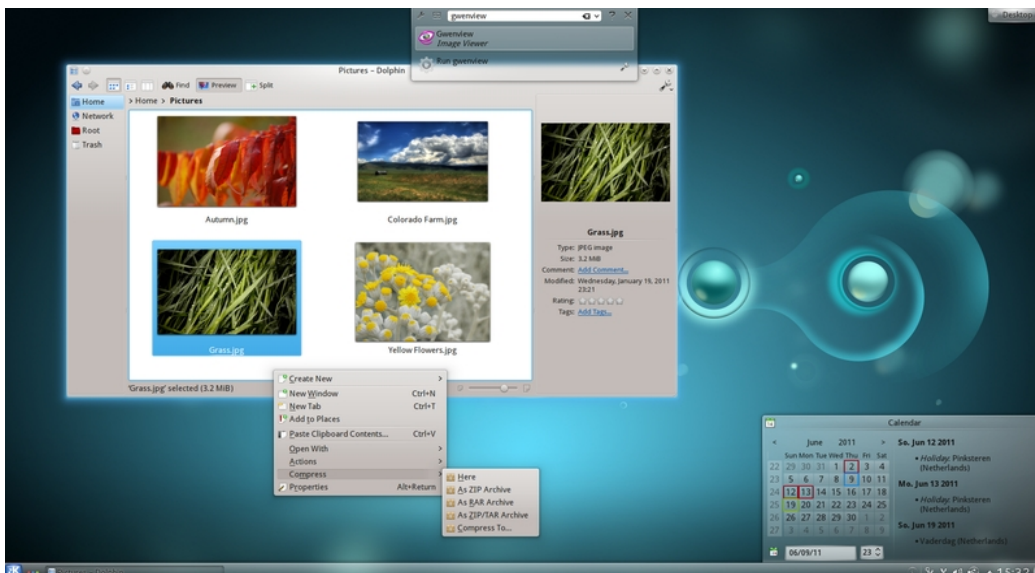 gwenview
Gwenview
Image Viewer
Run gwenview
Desktop
Pictures – Dolphin
Find
Preview
Split
Home
Network
Root
Trash
> Home > Pictures
Autumn.jpg
Colorado Farm.jpg
Grass.jpg
Yellow Flowers.jpg
'Grass.jpg' selected (3.2 MiB)
Grass.jpg
Type: JPEG image
Size: 3.2 MiB
Comment: Add Comment...
Modified: Wednesday, January 19, 2011
23:21
Rating:
Tags: Add Tags...
Create New >
New Window Ctrl+N
New Tab Ctrl+T
Add to Places
Paste Clipboard Contents... Ctrl+V
Open With >
Actions >
Compress >
Properties Alt+Return
Here
As ZIP Archive
As RAR Archive
As ZIP/TAR Archive
Compress To...
Calendar
< June 2011 >
Sun Mon Tue Wed Thu Fri Sat
22 29 30 31 1 2 3 4
23 5 6 7 8 9 10 11
24 12 13 14 15 16 17 18
25 19 20 21 22 23 24 25
26 26 27 28 29 30 1 2
27 3 4 5 6 7 8 9
06/09/11
23
So. Jun 12 2011
• Holiday: Pinksteren
(Netherlands)
Mo. Jun 13 2011
• Holiday: Pinksteren
(Netherlands)
So. Jun 19 2011
• Vaderdag (Netherlands)
15:32